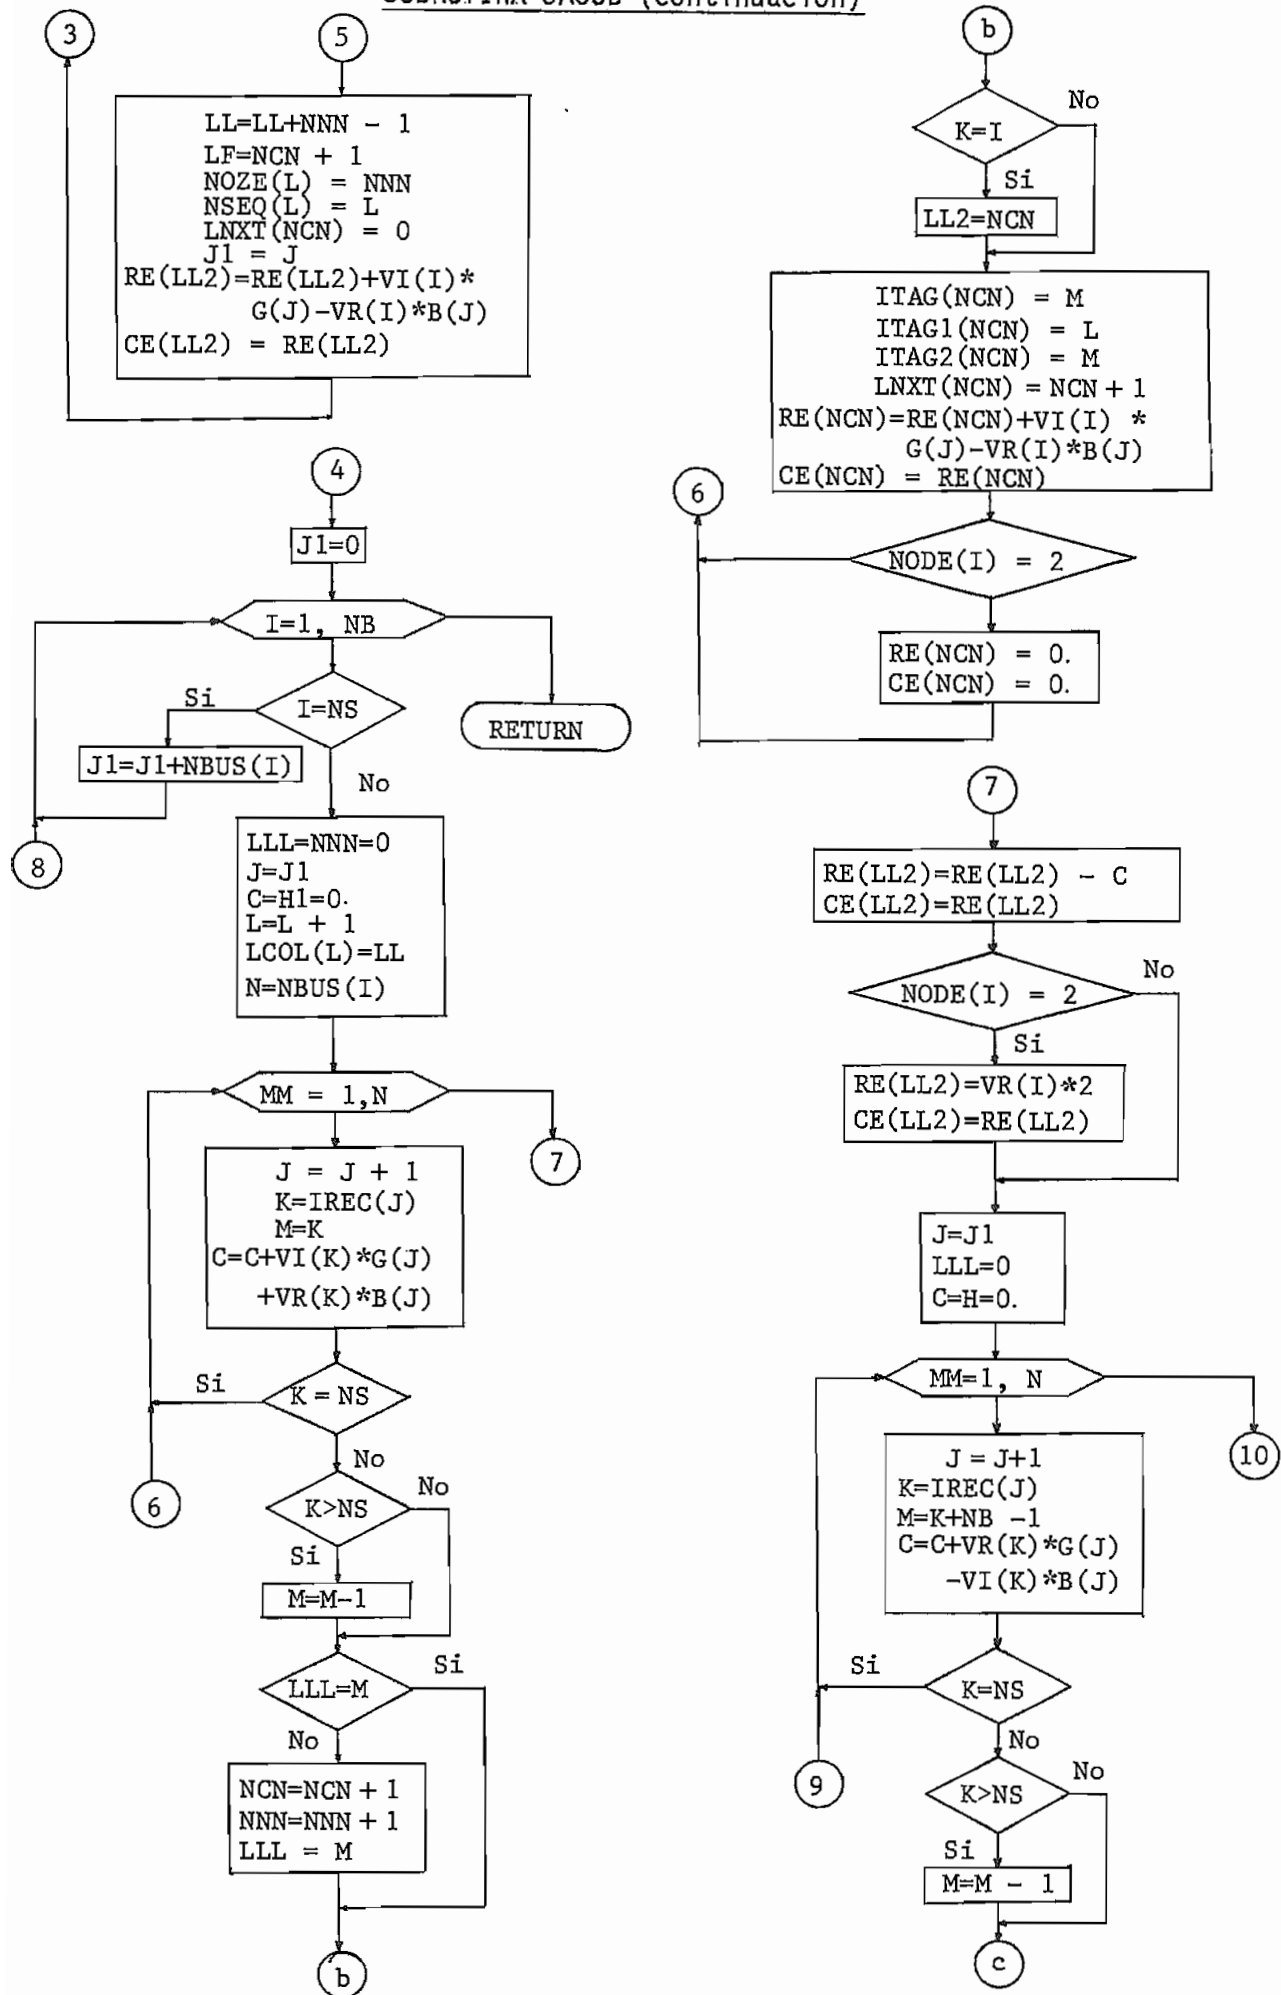 (Continuación)
3
5
LL=LL+NNN - 1
LF=NCN + 1
NOZE(L) = NNN
NSEQ(L) = L
LNXT(NCN) = 0
J1 = J
RE(LL2)=RE(LL2)+VI(I)*
G(J)-VR(I)*B(J)
CE(LL2) = RE(LL2)
4
J1=0
I=1, NB
Si
I=NS
RETURN
J1=J1+NBUS(I)
No
8
LLL=NNN=0
J=J1
C=H1=0.
L=L + 1
LCOL(L)=LL
N=NBUS(I)
MM = 1,N
7
J = J + 1
K=IREC(J)
M=K
C=C+VI(K)*G(J)
+VR(K)*B(J)
Si
K = NS
No
6
K>NS
No
Si
M=M-1
LLL=M
Si
No
NCN=NCN + 1
NNN=NNN + 1
LLL = M
b
b
K=I
No
Si
LL2=NCN
ITAG(NCN) = M
ITAG1(NCN) = L
ITAG2(NCN) = M
LNXT(NCN) = NCN + 1
RE(NCN)=RE(NCN)+VI(I) *
G(J)-VR(I)*B(J)
CE(NCN) = RE(NCN)
6
NODE(I) = 2
RE(NCN) = 0.
CE(NCN) = 0.
7
RE(LL2)=RE(LL2) - C
CE(LL2)=RE(LL2)
NODE(I) = 2
No
Si
RE(LL2)=VR(I)*2
CE(LL2)=RE(LL2)
J=J1
LLL=0
C=H=0.
MM=1, N
10
J = J+1
K=IREC(J)
M=K+NB -1
C=C+VR(K)*G(J)
-VI(K)*B(J)
Si
K=NS
No
9
K>NS
No
Si
M=M - 1
c